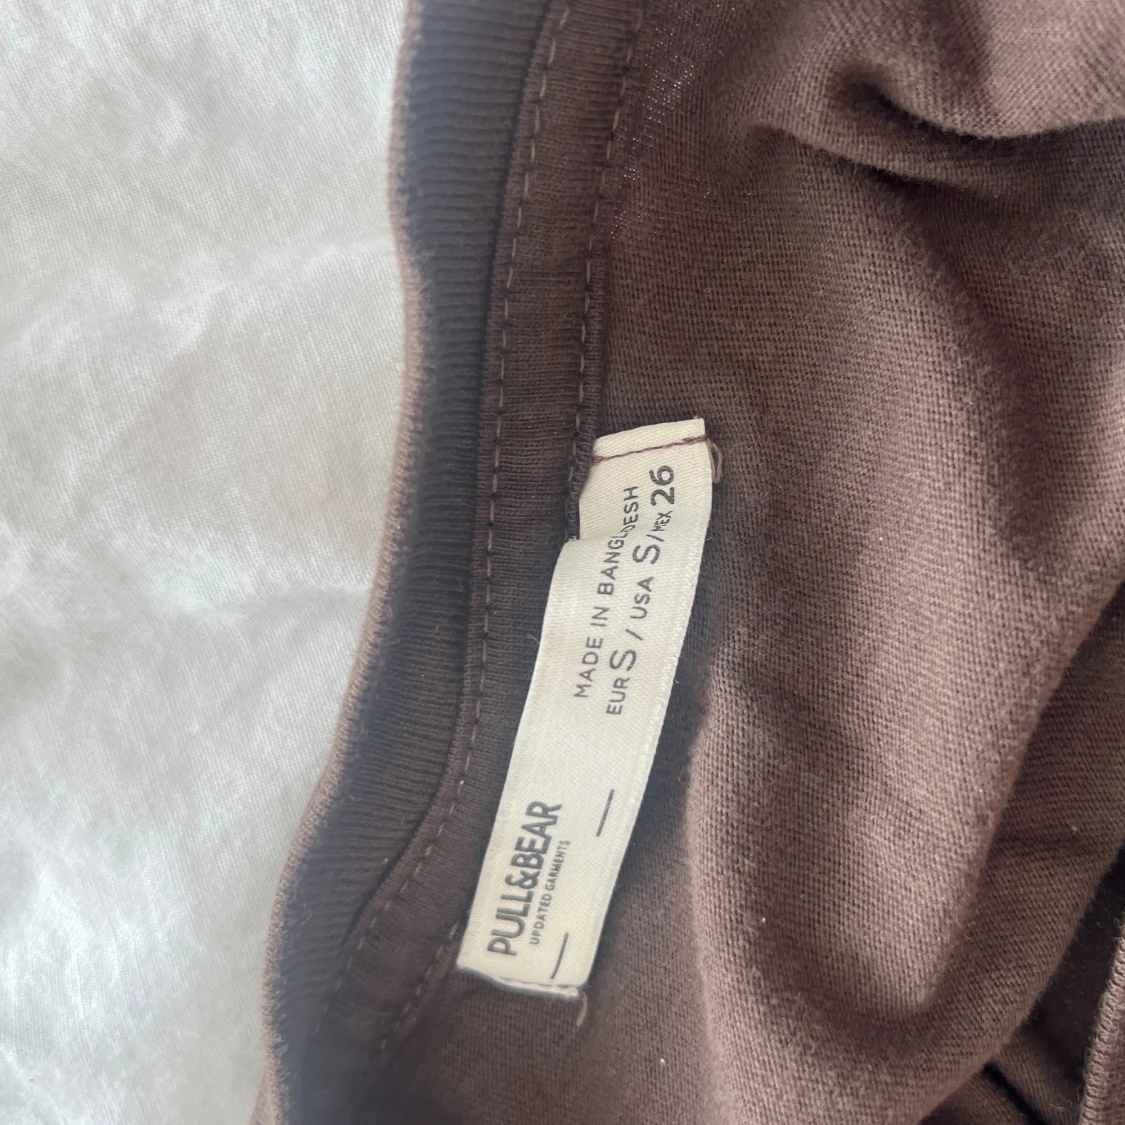 PULL&BEAR
UPDATED GARMENTS
MADE IN BANGLADESH
EUR S / USA S/MEX 26